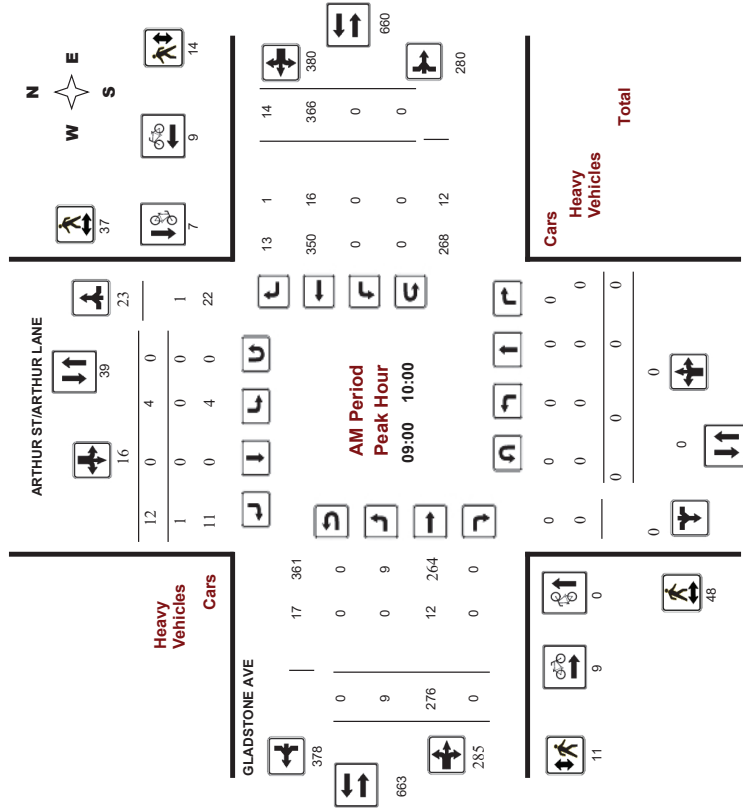 ARTHUR ST/ARTHUR LANE
N
W E
S
39
16 23
37 14
7 9
12 0 4 0
Heavy
Vehicles 1 0 0 0 1
Cars 11 0 4 0 22
GLADSTONE AVE
378 17 361
663
0 0 0
9 0 9
285 276 12 264
0 0 0
AM Period
Peak Hour
09:00 10:00
13 1 14 380
350 16 366
660
0 0 0
0 0 0
268 12 280
0 0 0 0 0 Cars
0 0 0 0 0 Heavy
Vehicles
0 0 0 0 Total
0 0
0
11 9 0
48